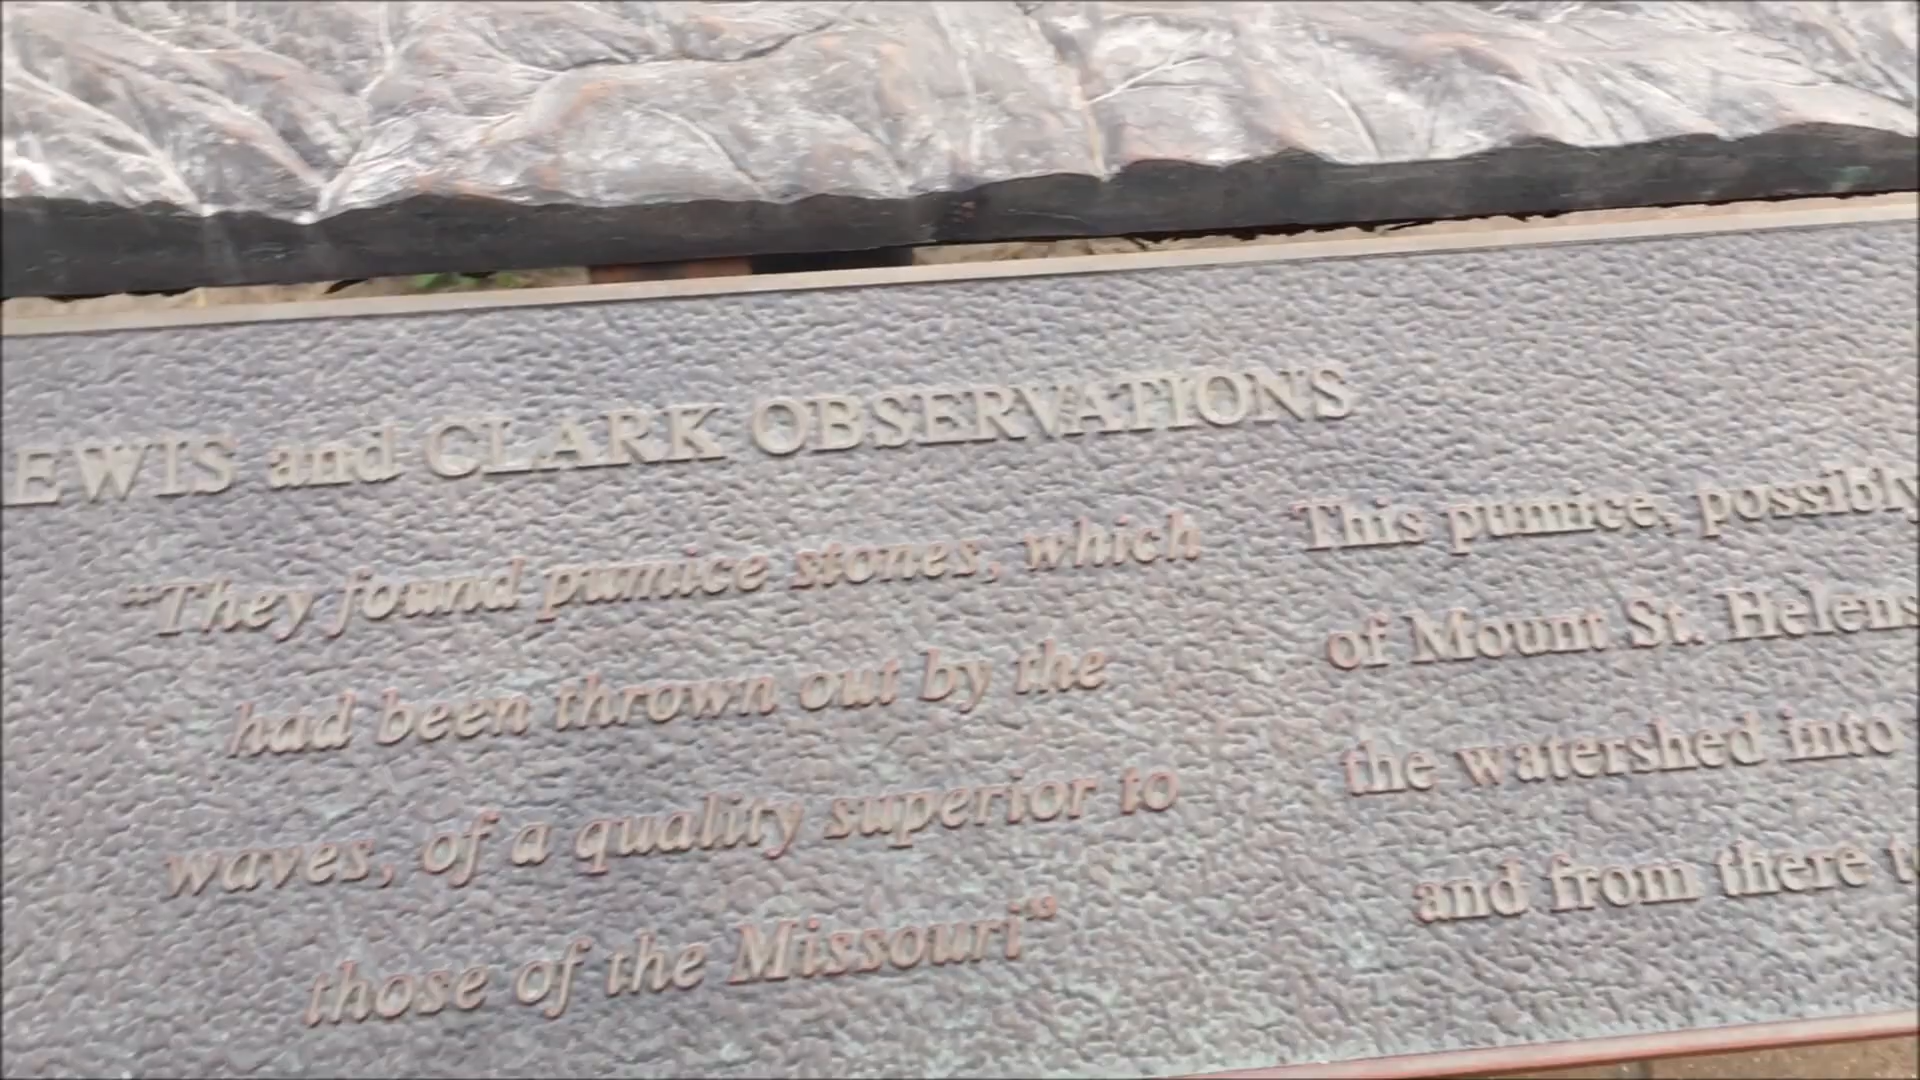 EWIS and CLARK OBSERVATIONS
“They found pumice stones, which
had been thrown out by the
waves, of a quality superior to
those of the Missouri”
This pumice, possibly
of Mount St. Helens
the watershed into
and from there